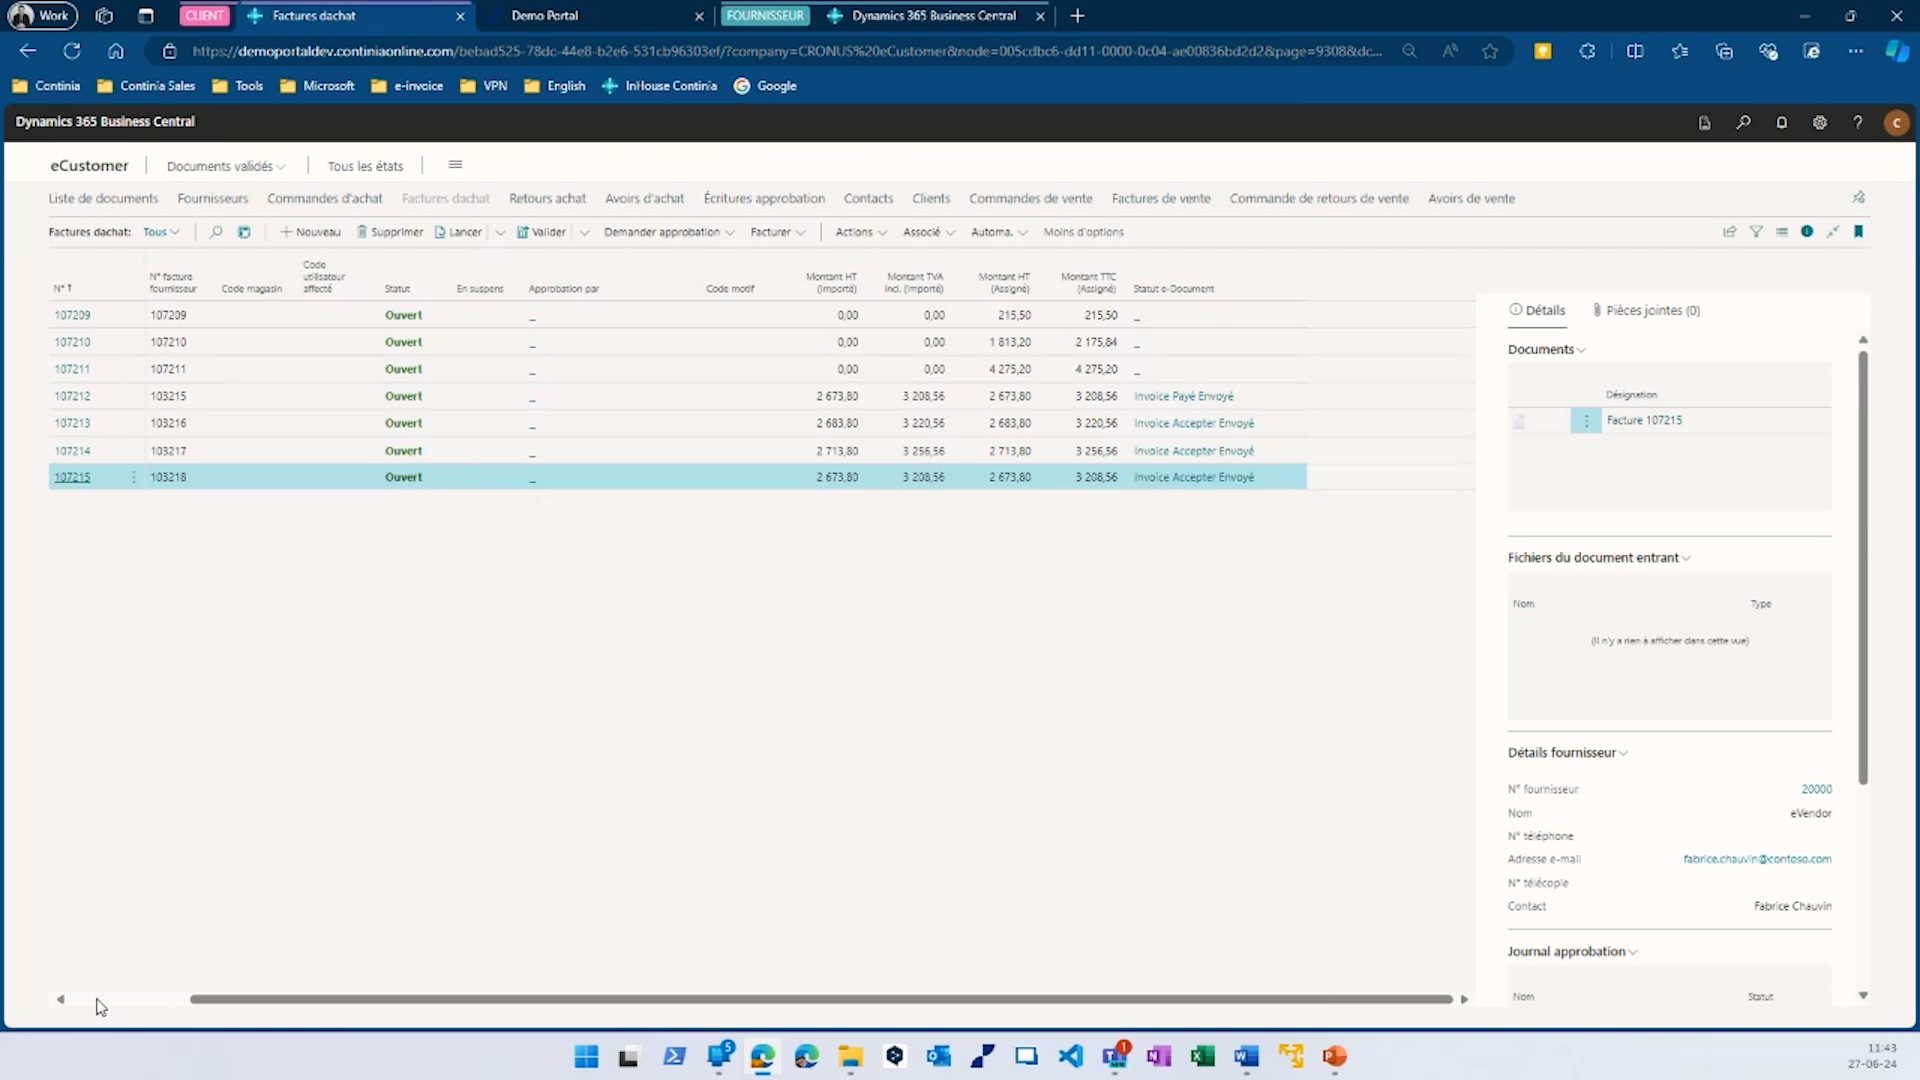 Work
CLIENT
Factures dachat
Demo Portal
FOURNISSEUR
Dynamics 365 Business Central
https://demoportaldev.continiaonline.com/bebad525-78dc-44e8-b2e6-531cb96303ef/?company=CRONUS%20eCustomer&node=005cdbc6-dd11-0000-0c04-ae00836bd2d2&page=9308&dc...
Continia
Continia Sales
Tools
Microsoft
e-invoice
VPN
English
InHouse Continia
Google
Dynamics 365 Business Central
C
eCustomer
Documents validés
Tous les états
Liste de documents
Fournisseurs
Commandes d'achat
Factures dachat
Retours achat
Avoirs d'achat
Écritures approbation
Contacts
Clients
Commandes de vente
Factures de vente
Commande de retours de vente
Avoirs de vente
Factures dachat:
Tous
Nouveau
Supprimer
Lancer
Valider
Demander approbation
Facturer
Actions
Associé
Automa.
Moins d'options
N° ↑
N° facture fournisseur
Code magasin
Code utilisateur affecté
Statut
En suspens
Approbation par
Code motif
Montant HT (Importé)
Montant TVA incl. (Importé)
Montant HT (Assigné)
Montant TTC (Assigné)
Statut e-Document
107209 107209 Ouvert _ 0,00 0,00 215,50 215,50 _
107210 107210 Ouvert _ 0,00 0,00 1 813,20 2 175,84 _
107211 107211 Ouvert _ 0,00 0,00 4 275,20 4 275,20 _
107212 103215 Ouvert _ 2 673,80 3 208,56 2 673,80 3 208,56 Invoice Payé Envoyé
107213 103216 Ouvert _ 2 683,80 3 220,56 2 683,80 3 220,56 Invoice Accepter Envoyé
107214 103217 Ouvert _ 2 713,80 3 256,56 2 713,80 3 256,56 Invoice Accepter Envoyé
107215 103218 Ouvert _ 2 673,80 3 208,56 2 673,80 3 208,56 Invoice Accepter Envoyé
Détails
Pièces jointes (0)
Documents
Désignation
Facture 107215
Fichiers du document entrant
Nom
Type
(Il n'y a rien à afficher dans cette vue)
Détails fournisseur
N° fournisseur 20000
Nom eVendor
N° téléphone
Adresse e-mail fabrice.chauvin@contoso.com
N° télécopie
Contact Fabrice Chauvin
Journal approbation
Nom
Statut
5
1
11:43
27-06-24